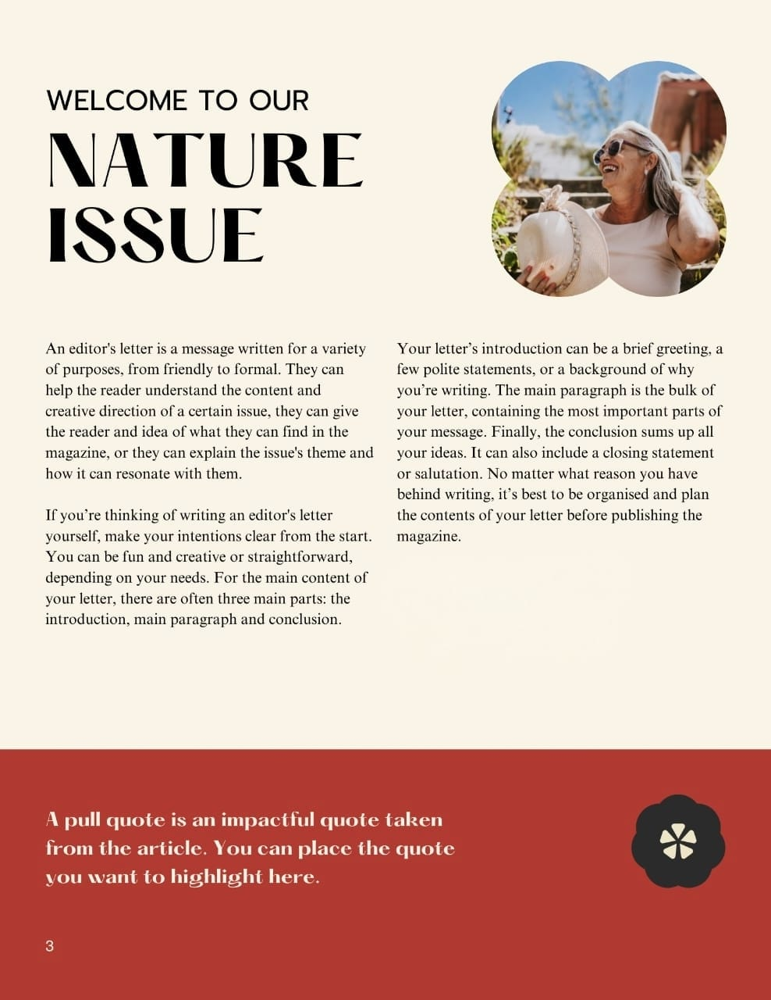 WELCOME TO OUR
NATURE
ISSUE
An editor's letter is a message written for a variety
of purposes, from friendly to formal. They can
help the reader understand the content and
creative direction of a certain issue, they can give
the reader and idea of what they can find in the
magazine, or they can explain the issue's theme and
how it can resonate with them.
If you’re thinking of writing an editor's letter
yourself, make your intentions clear from the start.
You can be fun and creative or straightforward,
depending on your needs. For the main content of
your letter, there are often three main parts: the
introduction, main paragraph and conclusion.
Your letter’s introduction can be a brief greeting, a
few polite statements, or a background of why
you’re writing. The main paragraph is the bulk of
your letter, containing the most important parts of
your message. Finally, the conclusion sums up all
your ideas. It can also include a closing statement
or salutation. No matter what reason you have
behind writing, it’s best to be organised and plan
the contents of your letter before publishing the
magazine.
A pull quote is an impactful quote taken
from the article. You can place the quote
you want to highlight here.
3